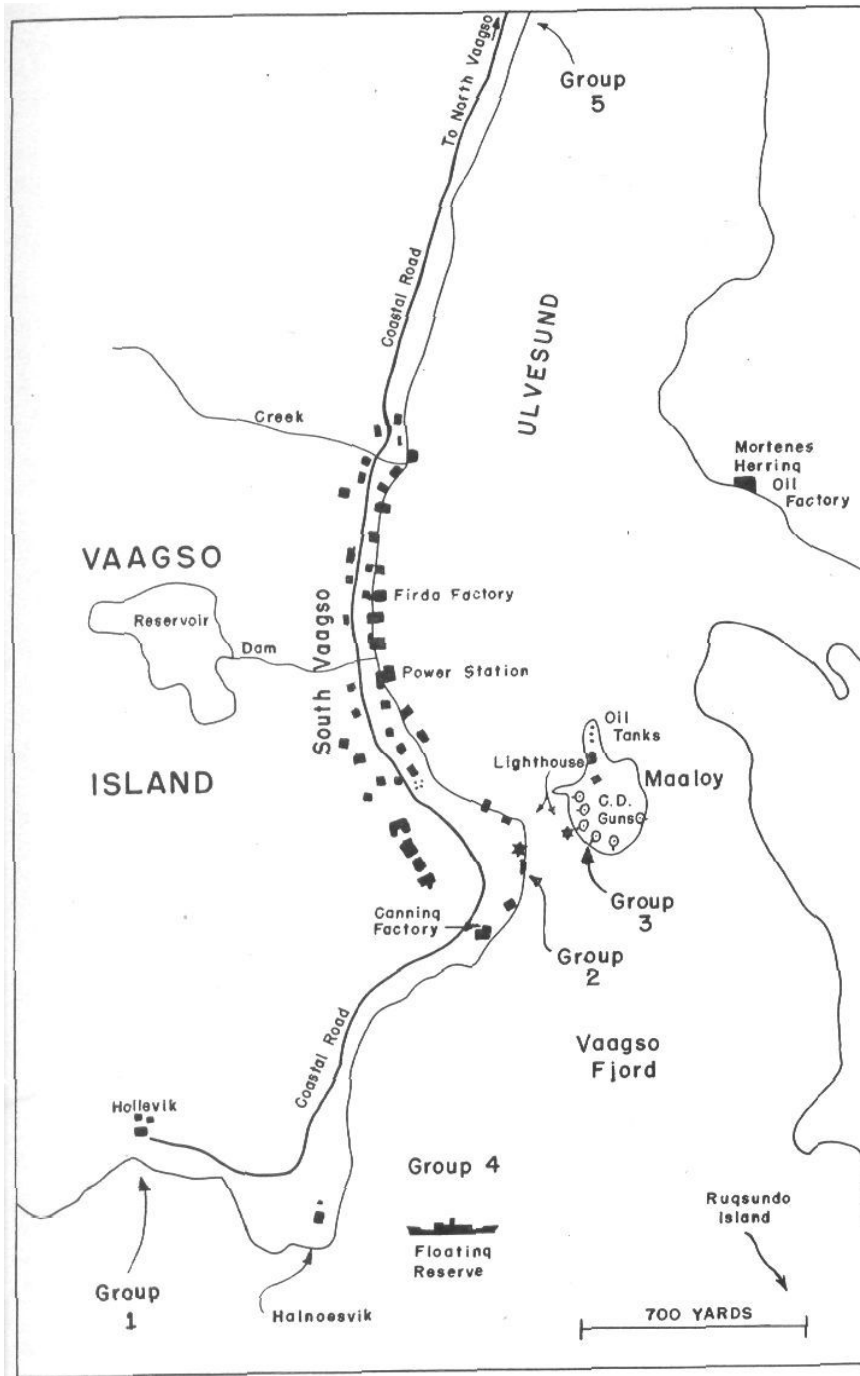 To North Vaagso
Group
5
Coastal Road
ULVESUND
Creek
Mortenes
Herring
Oil
Factory
VAAGSO
Reservoir
Firda Factory
Dam
South Vaagso
Power Station
Oil
Tanks
Lighthouse
Maaloy
ISLAND
C.D.
Guns
Group
3
Canning
Factory
Group
2
Coastal Road
Vaagso
Fjord
Hollevik
Group 4
Rugsundo
Island
Floating
Reserve
Group
1
Halnoesvik
700 YARDS